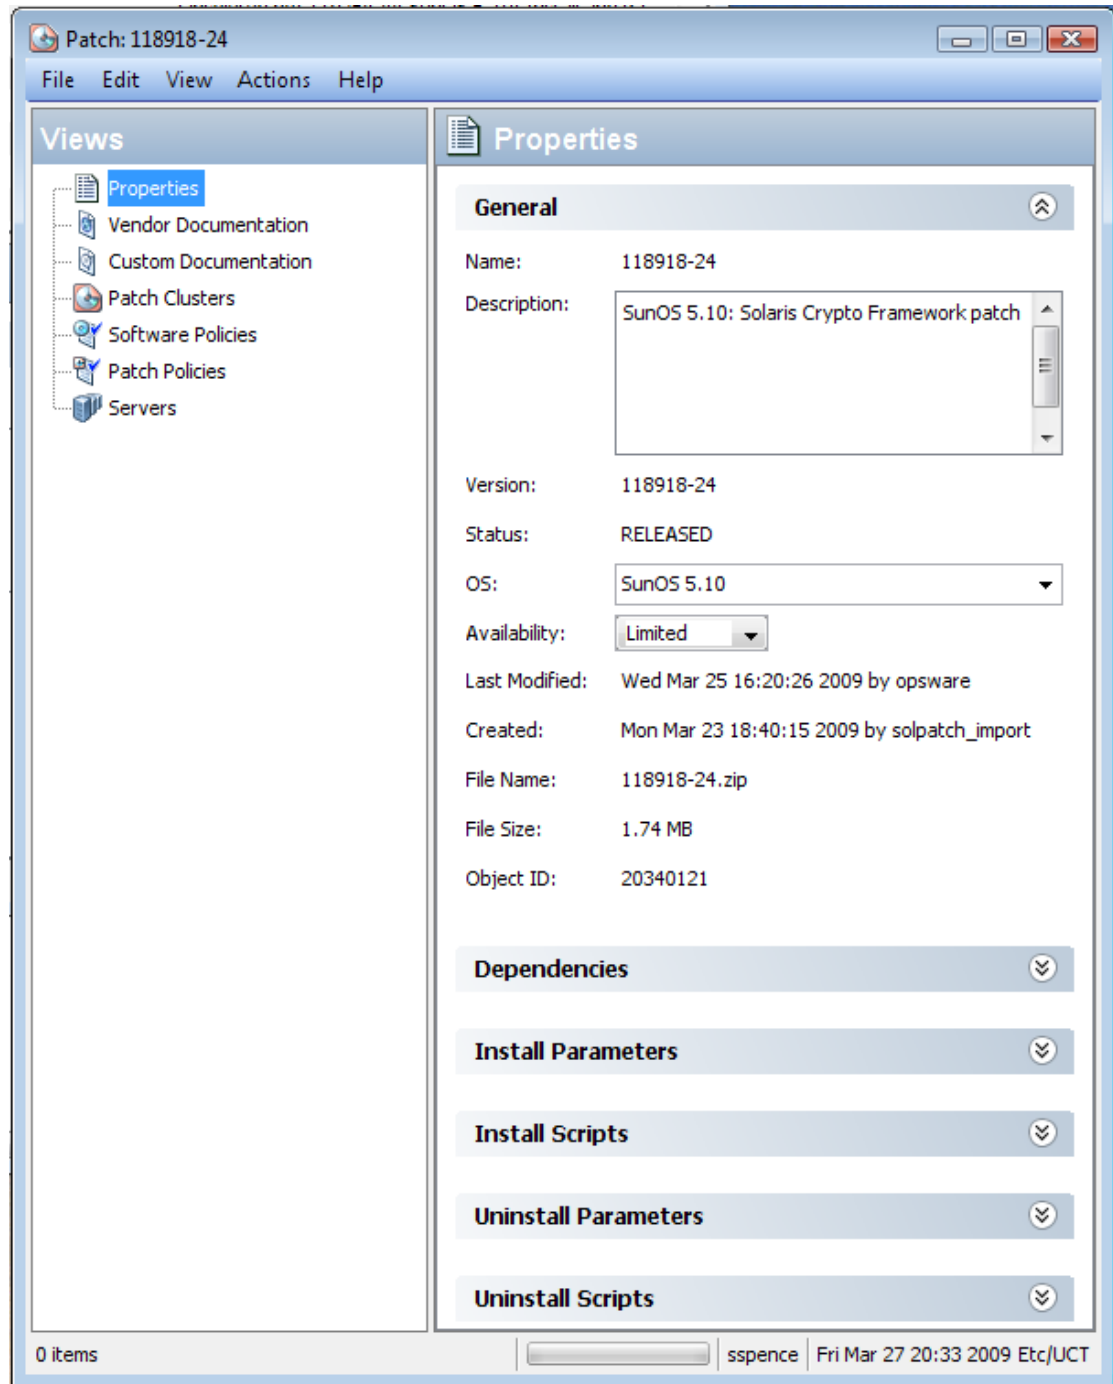 Patch: 118918-24
File Edit View Actions Help
Views
Properties
Vendor Documentation
Custom Documentation
Patch Clusters
Software Policies
Patch Policies
Servers
Properties
General
Name: 118918-24
Description: SunOS 5.10: Solaris Crypto Framework patch
Version: 118918-24
Status: RELEASED
OS: SunOS 5.10
Availability: Limited
Last Modified: Wed Mar 25 16:20:26 2009 by opsware
Created: Mon Mar 23 18:40:15 2009 by solpatch_import
File Name: 118918-24.zip
File Size: 1.74 MB
Object ID: 20340121
Dependencies
Install Parameters
Install Scripts
Uninstall Parameters
Uninstall Scripts
0 items sspence Fri Mar 27 20:33 2009 Etc/UCT